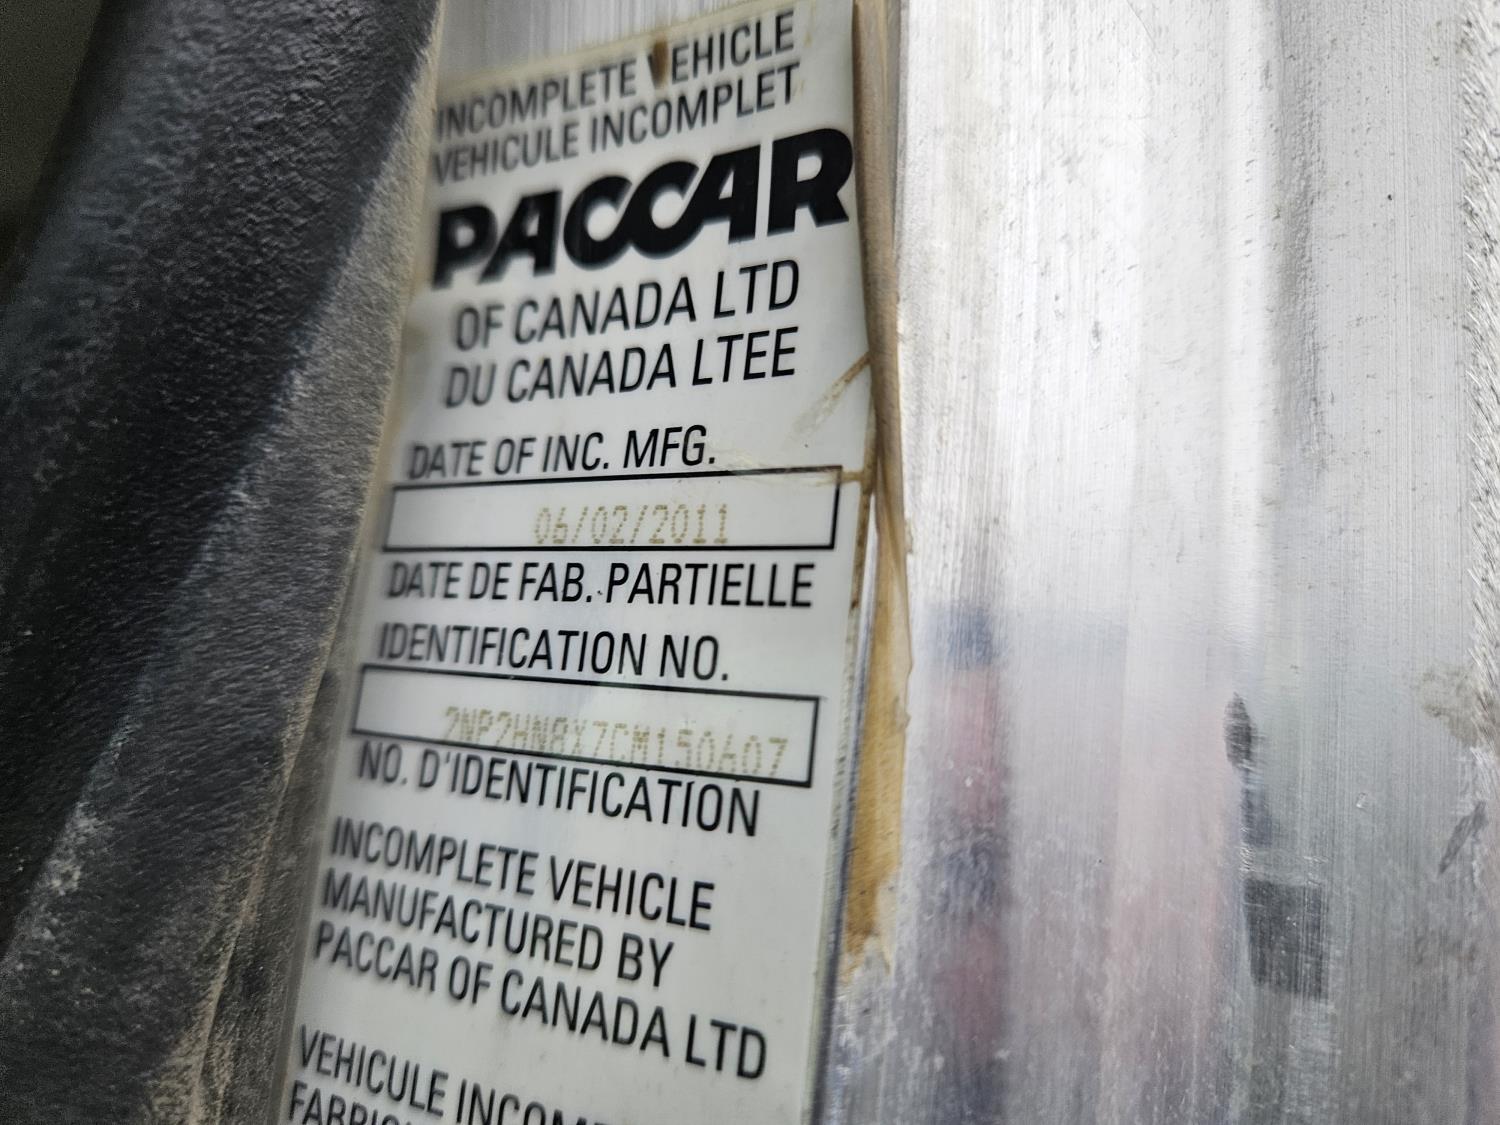 INCOMPLETE VEHICLE
VEHICULE INCOMPLET
PACCAR
OF CANADA LTD
DU CANADA LTEE
DATE OF INC. MFG.
06/02/2011
DATE DE FAB. PARTIELLE
IDENTIFICATION NO.
2NP2HN8X7CM150607
NO. D'IDENTIFICATION
INCOMPLETE VEHICLE
MANUFACTURED BY
PACCAR OF CANADA LTD
VEHICULE